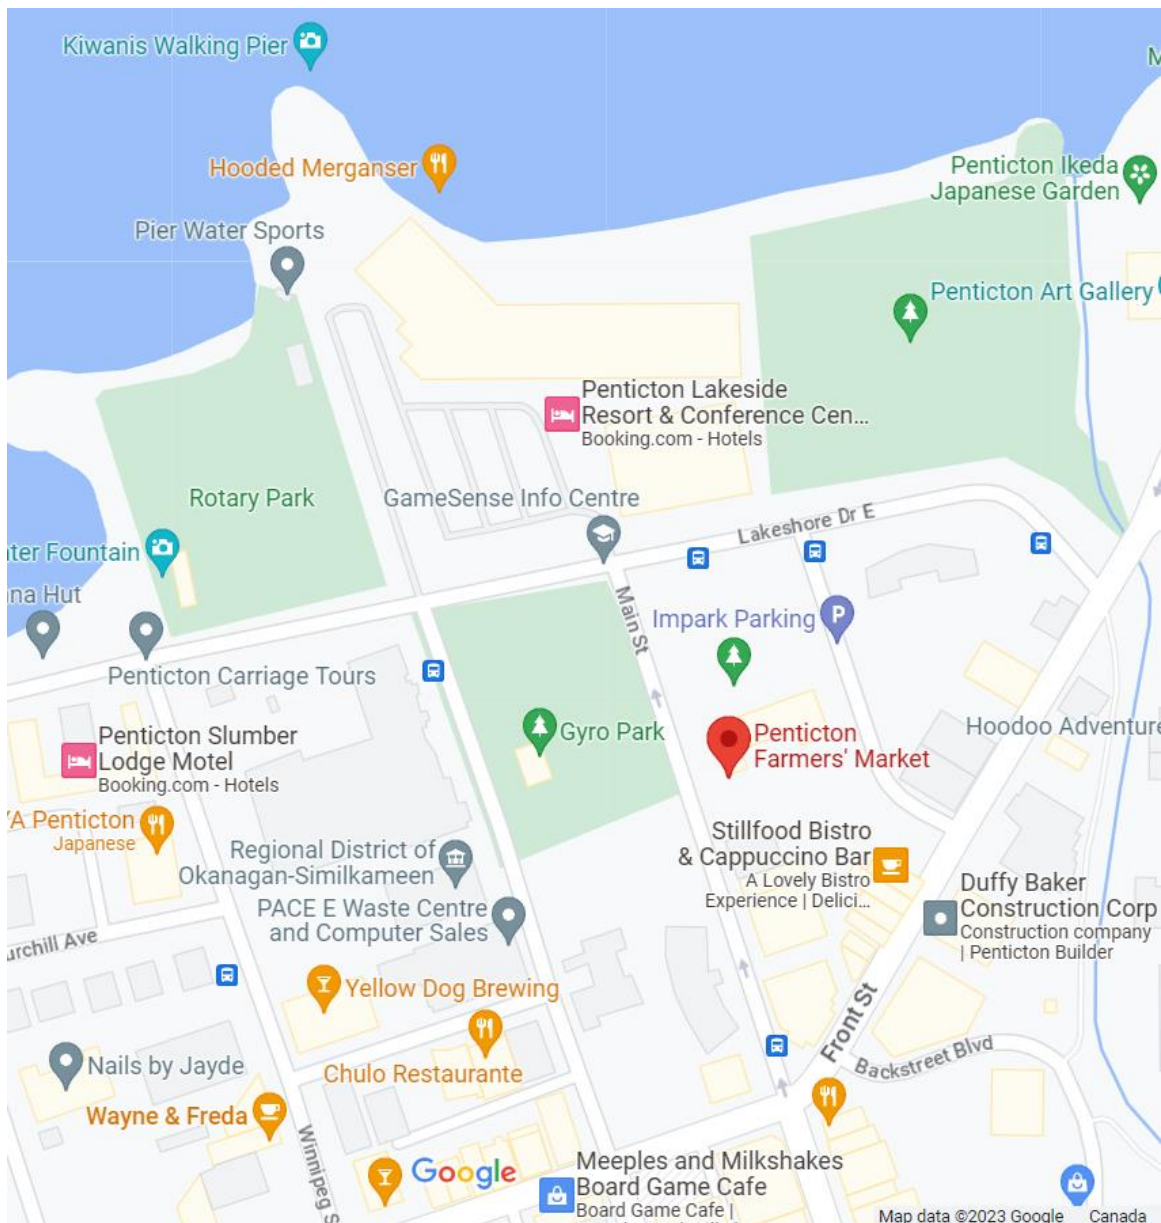 Kiwanis Walking Pier
M
Hooded Merganser
Penticton Ikeda
Japanese Garden
Pier Water Sports
Penticton Art Gallery
Penticton Lakeside
Resort & Conference Cen...
Booking.com - Hotels
Rotary Park
GameSense Info Centre
Lakeshore Dr E
ter Fountain
na Hut
Main St
Impark Parking
P
Penticton Carriage Tours
Gyro Park
Penticton
Farmers' Market
Hoodoo Adventure
Penticton Slumber
Lodge Motel
Booking.com - Hotels
YA Penticton
Japanese
Stillfood Bistro
& Cappuccino Bar
A Lovely Bistro
Experience | Delici...
Regional District of
Okanagan-Similkameen
Duffy Baker
Construction Corp
Construction company
| Penticton Builder
PACE E Waste Centre
and Computer Sales
urchill Ave
Yellow Dog Brewing
Front St
Backstreet Blvd
Nails by Jayde
Chulo Restaurante
Wayne & Freda
Winnipeg S
Google
Meeples and Milkshakes
Board Game Cafe
Board Game Cafe |
Map data ©2023 Google
Canada